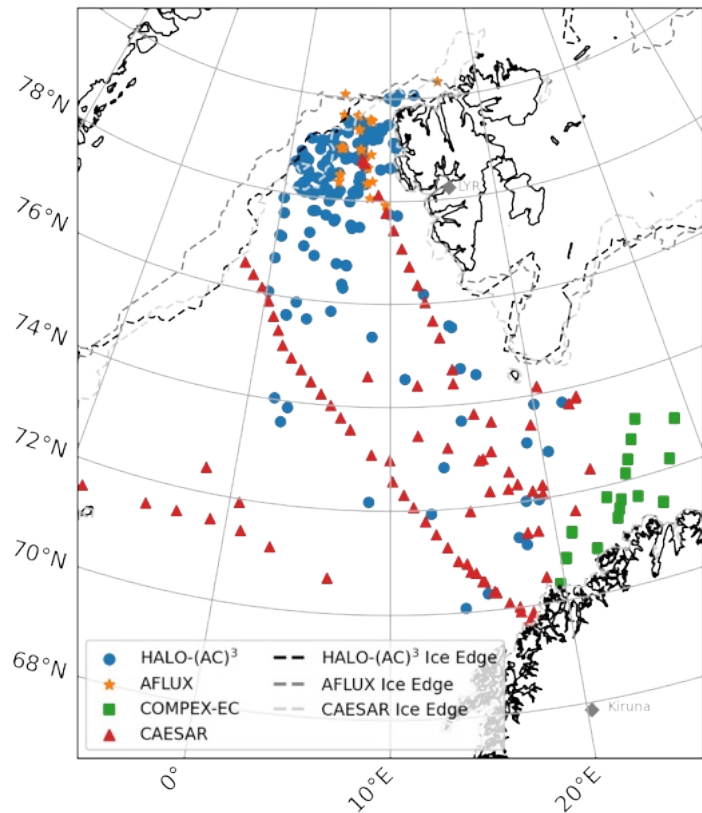 78°N
76°N
74°N
72°N
70°N
68°N
LYR
Kiruna
HALO-(AC)³
AFLUX
COMPEX-EC
CAESAR
HALO-(AC)³ Ice Edge
AFLUX Ice Edge
CAESAR Ice Edge
0°
10°E
20°E